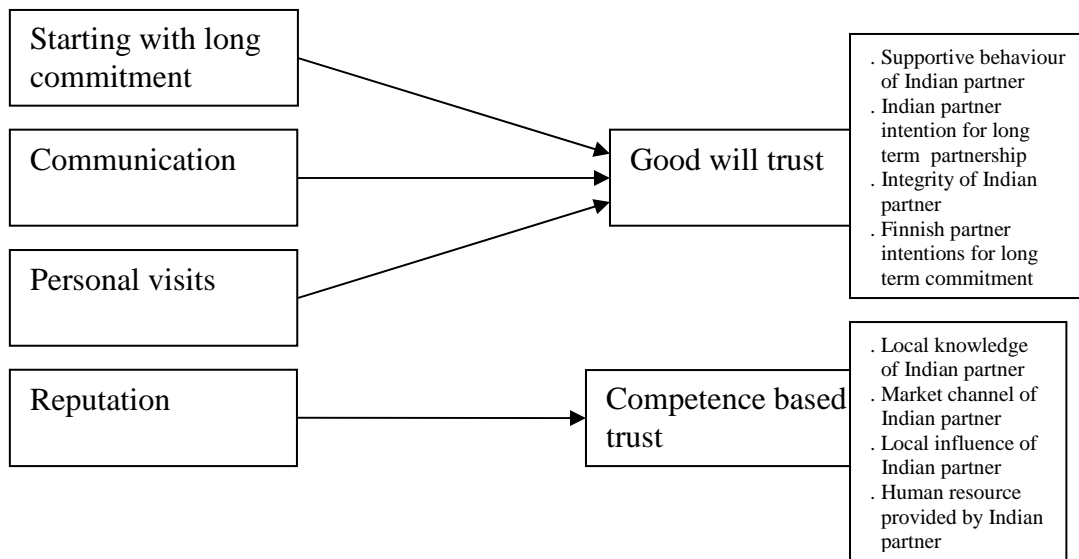 Starting with long
commitment
Communication
Personal visits
Reputation
Good will trust
Competence based
trust
. Supportive behaviour
of Indian partner
. Indian partner
intention for long
term partnership
. Integrity of Indian
partner
. Finnish partner
intentions for long
term commitment
. Local knowledge
of Indian partner
. Market channel of
Indian partner
. Local influence of
Indian partner
. Human resource
provided by Indian
partner